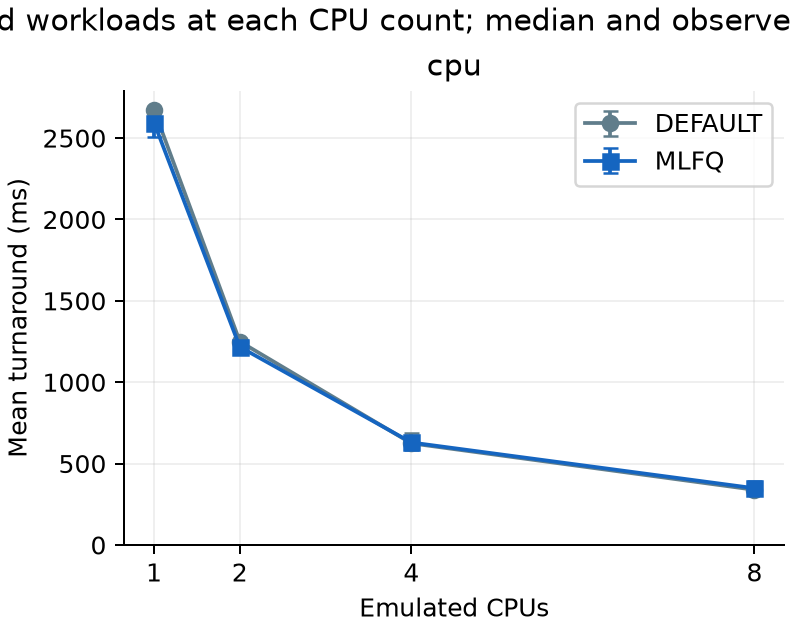 d workloads at each CPU count; median and observe
cpu
DEFAULT
MLFQ
Mean turnaround (ms)
2500
2000
1500
1000
500
0
1 2 4 8
Emulated CPUs